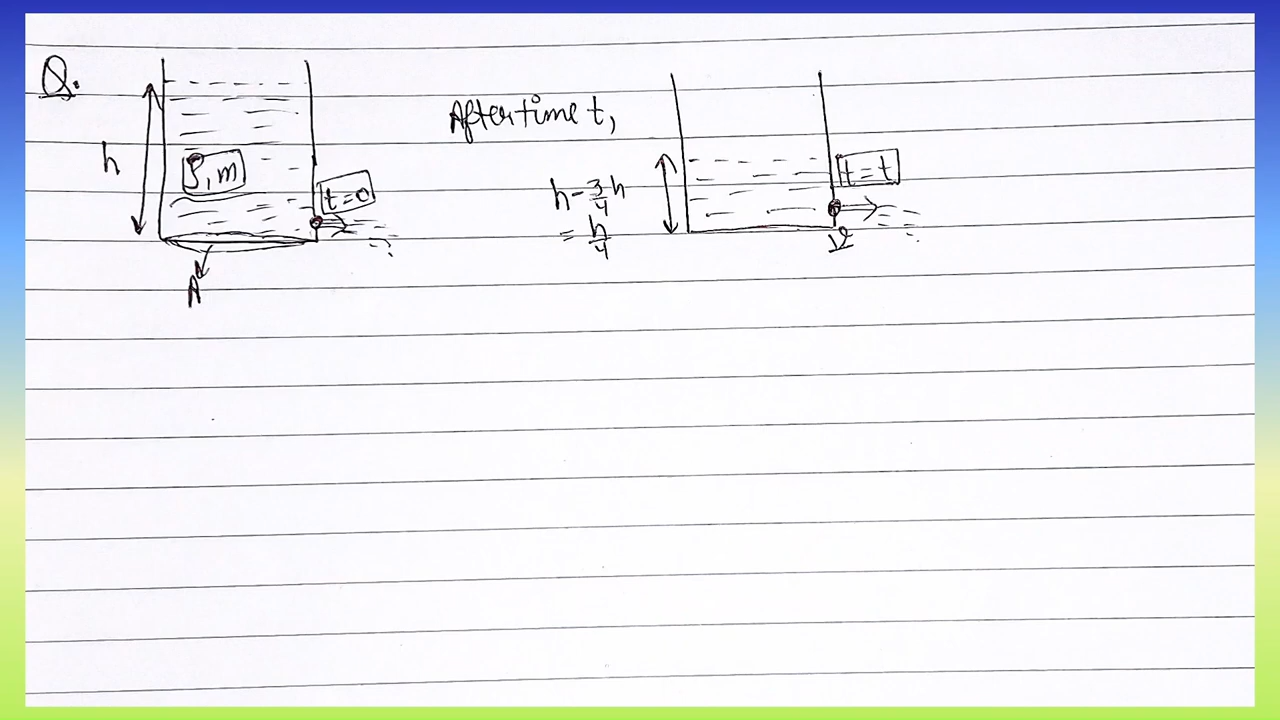 Q.
h
ρ, m
t=0
A
After time t,
h - 3/4 h
= h/4
t = t
v